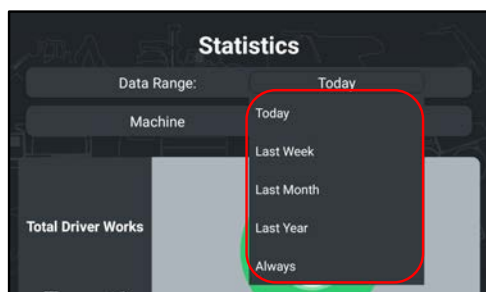 Statistics
Data Range: Today
Machine
Today
Last Week
Last Month
Last Year
Always
Total Driver Works